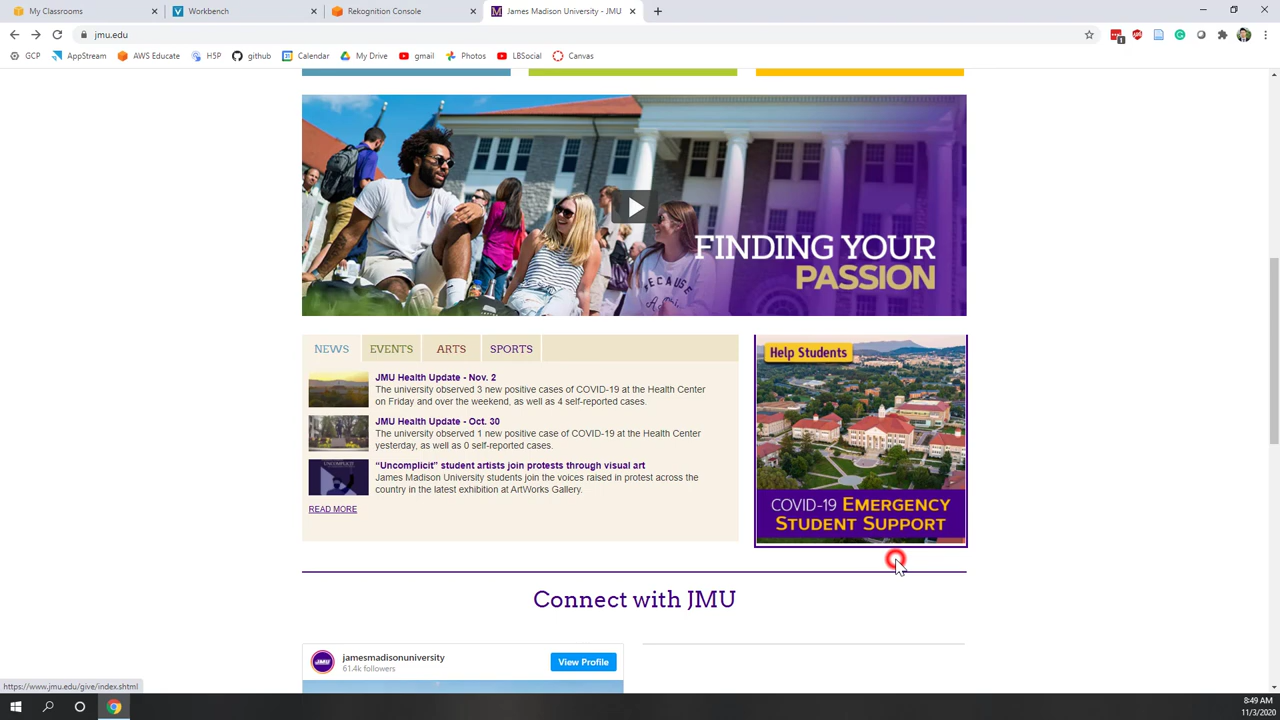 My Classrooms
Workbench
Rekognition Console
James Madison University - JMU
jmu.edu
1
GCP
AppStream
AWS Educate
H5P
github
Calendar
My Drive
gmail
Photos
LBSocial
Canvas
FINDING YOUR
PASSION
BECAUSE
NEWS
EVENTS
ARTS
SPORTS
JMU Health Update - Nov. 2
The university observed 3 new positive cases of COVID-19 at the Health Center
on Friday and over the weekend, as well as 4 self-reported cases.
JMU Health Update - Oct. 30
The university observed 1 new positive case of COVID-19 at the Health Center
yesterday, as well as 0 self-reported cases.
"Uncomplicit" student artists join protests through visual art
James Madison University students join the voices raised in protest across the
country in the latest exhibition at ArtWorks Gallery.
UNCOMPLICIT
READ MORE
Help Students
COVID-19 EMERGENCY
STUDENT SUPPORT
Connect with JMU
JMU
jamesmadisonuniversity
61.4k followers
View Profile
https://www.jmu.edu/give/index.shtml
8:49 AM
11/3/2020